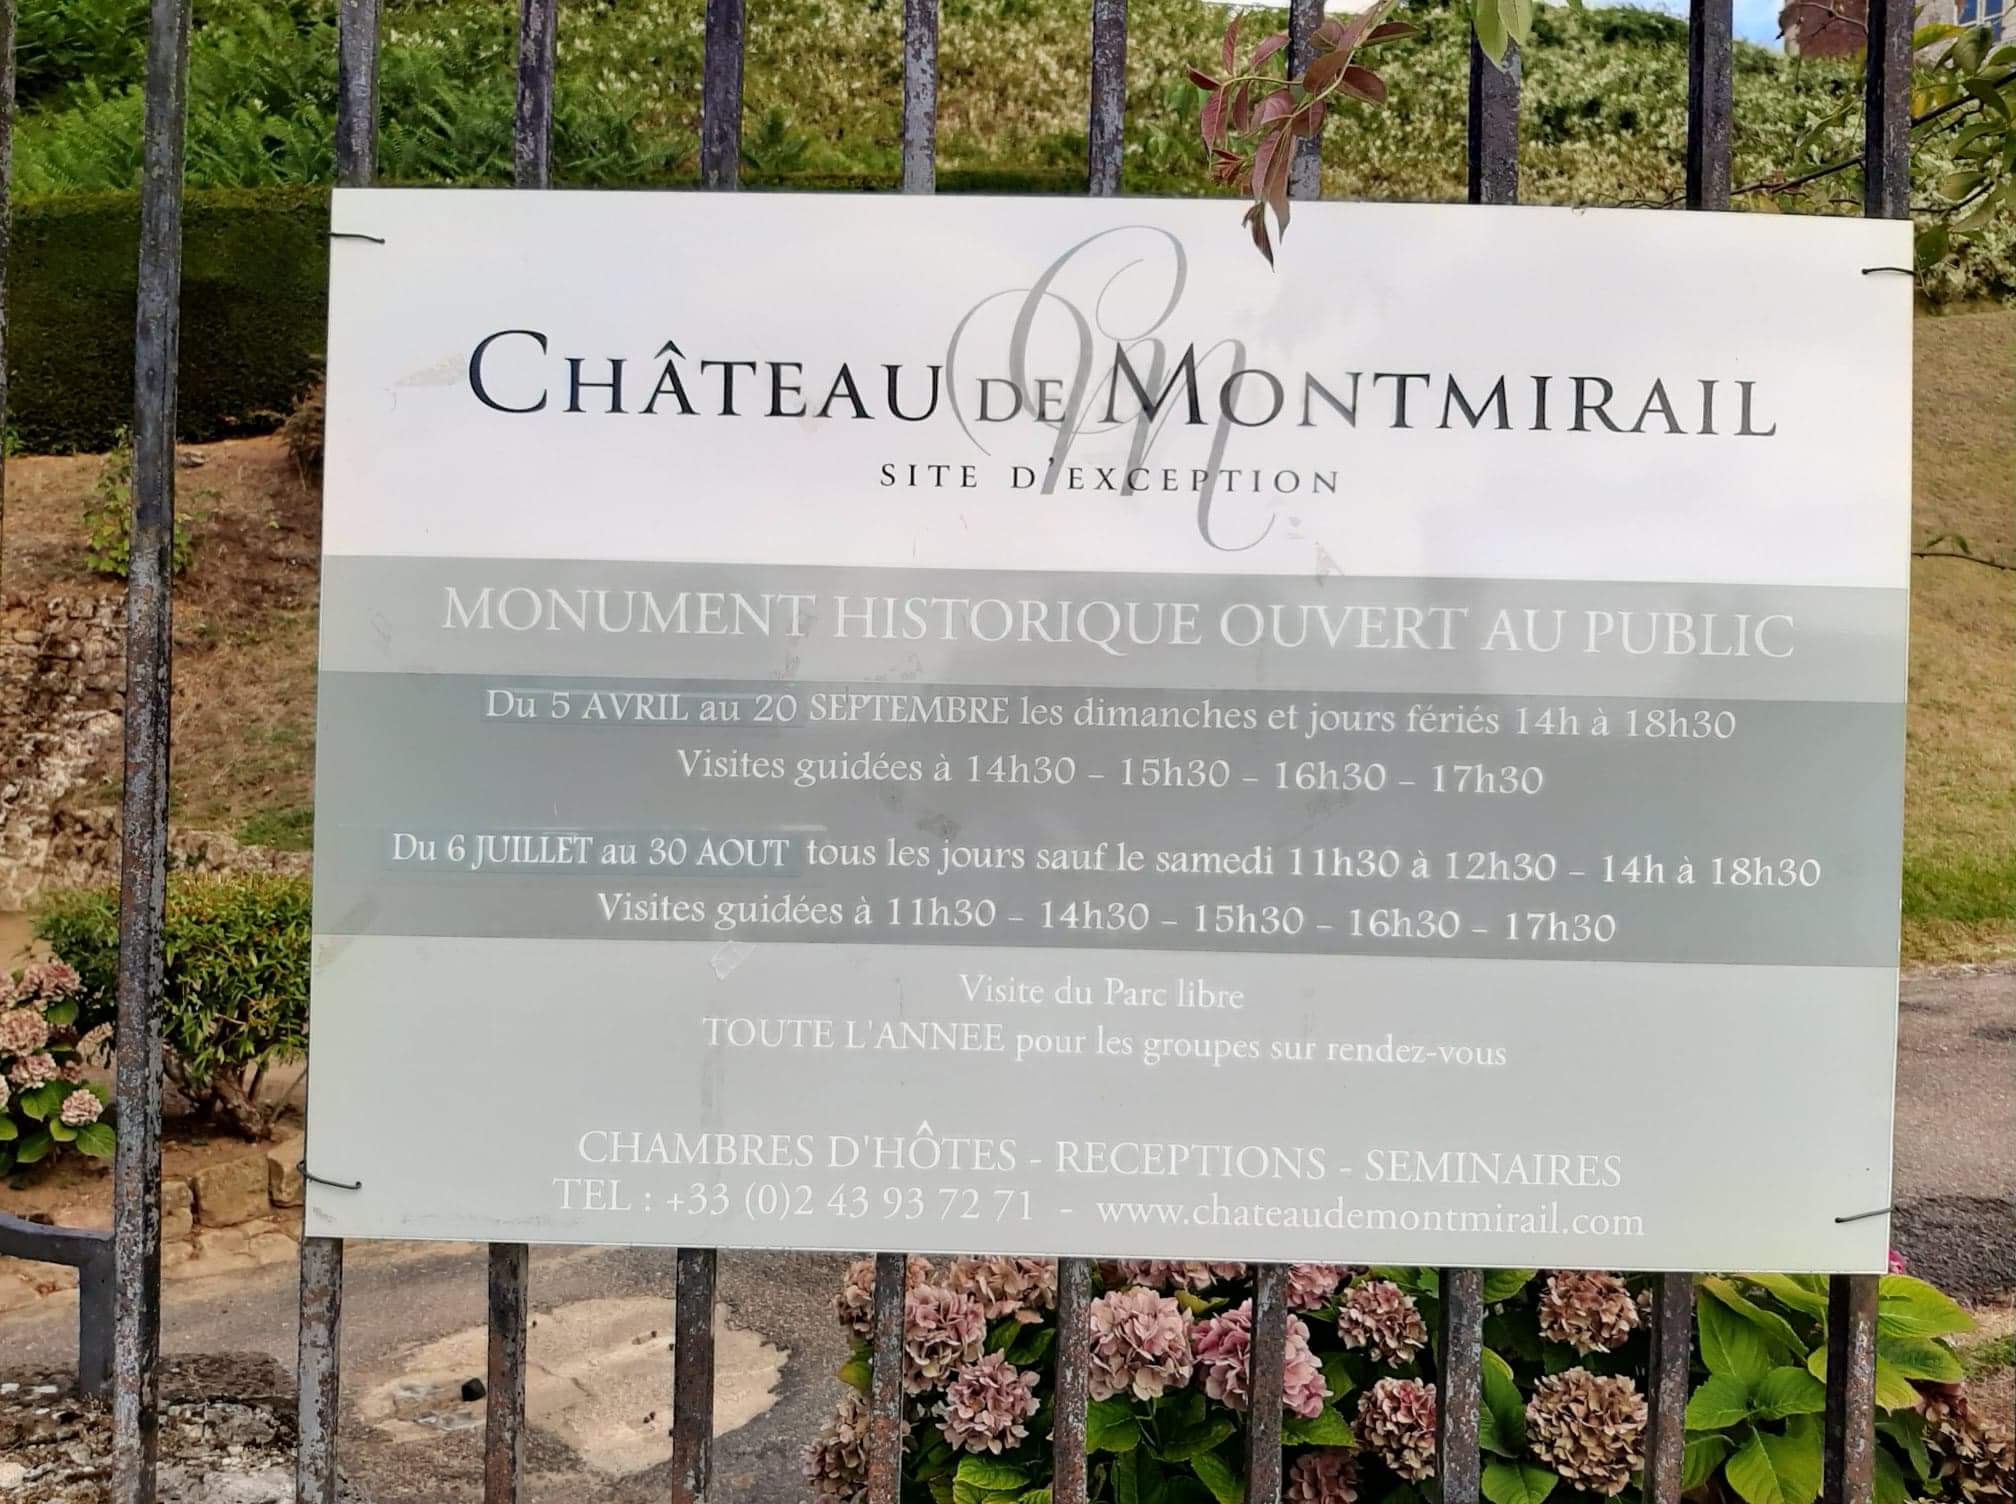 CHÂTEAU DE MONTMIRAIL
SITE D'EXCEPTION
MONUMENT HISTORIQUE OUVERT AU PUBLIC
Du 5 AVRIL au 20 SEPTEMBRE les dimanches et jours fériés 14h à 18h30
Visites guidées à 14h30 - 15h30 - 16h30 - 17h30
Du 6 JUILLET au 30 AOUT tous les jours sauf le samedi 11h30 à 12h30 - 14h à 18h30
Visites guidées à 11h30 - 14h30 - 15h30 - 16h30 - 17h30
Visite du Parc libre
TOUTE L'ANNEE pour les groupes sur rendez-vous
CHAMBRES D'HÔTES - RECEPTIONS - SEMINAIRES
TEL : +33 (0)2 43 93 72 71 - www.chateaudemontmirail.com